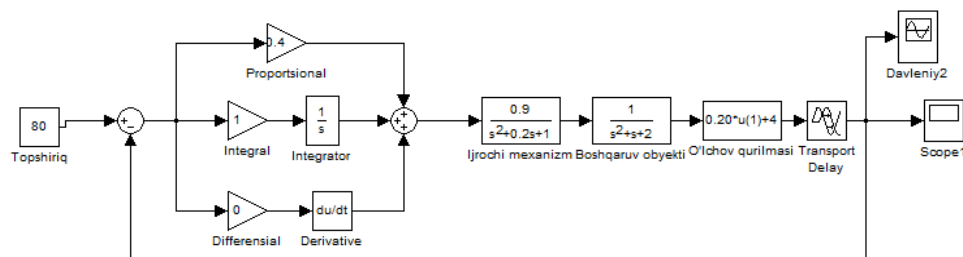 0.4
Proportsional
Davleniy2
80
Topshiriq
1
Integral
1
s
Integrator
0.9
s2+0.2s+1
Ijrochi mexanizm
1
s2+s+2
Boshqaruv obyekti
0.20*u(1)+4
O'lchov qurilmasi
Transport
Delay
Scope1
0
Differensial
du/dt
Derivative